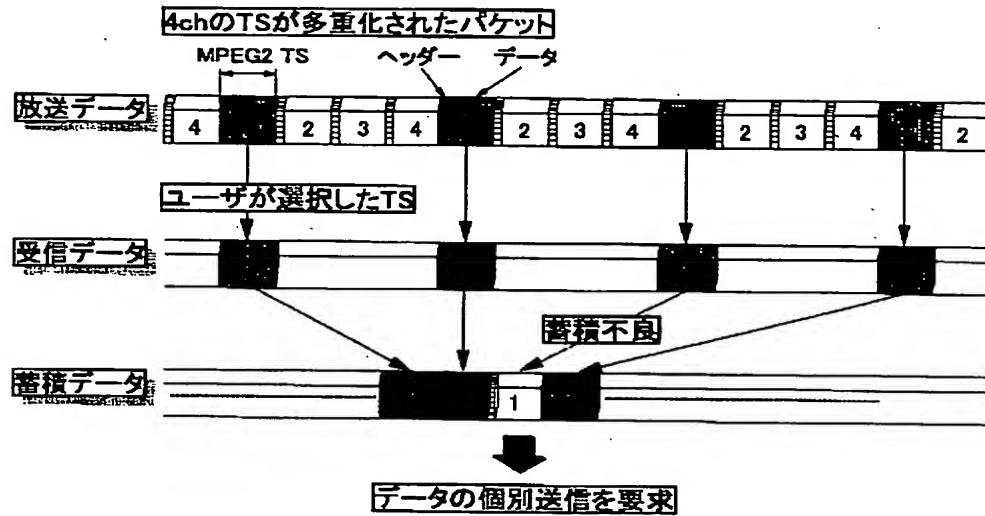 4chのTSが多重化されたパケット
MPEG2 TS ヘッダー データ
放送データ
4 2 3 4 2 3 4 2 3 4 2
ユーザが選択したTS
受信データ
蓄積不良
蓄積データ
1
データの個別送信を要求